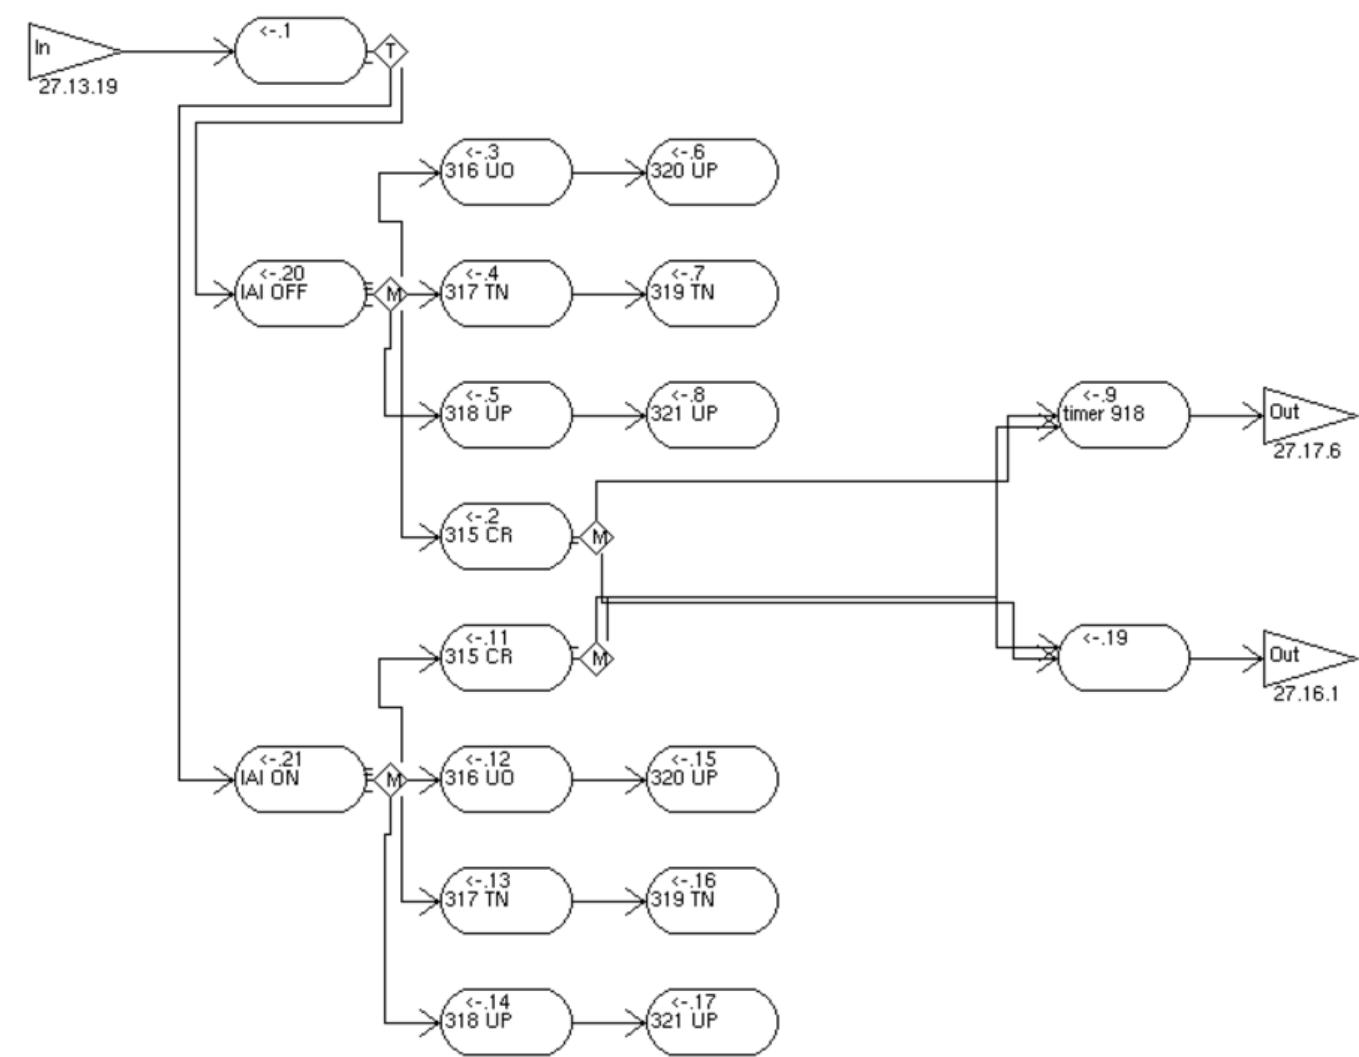 In
27.13.19
<-.1
T
<-.3
316 UO
<-.6
320 UP
<-.20
IAI OFF
M
<-.4
317 TN
<-.7
319 TN
<-.5
318 UP
<-.8
321 UP
<-.9
timer 918
Out
27.17.6
<-.2
315 CR
M
<-.11
315 CR
M
<-.19
Out
27.16.1
<-.21
IAI ON
M
<-.12
316 UO
<-.15
320 UP
<-.13
317 TN
<-.16
319 TN
<-.14
318 UP
<-.17
321 UP